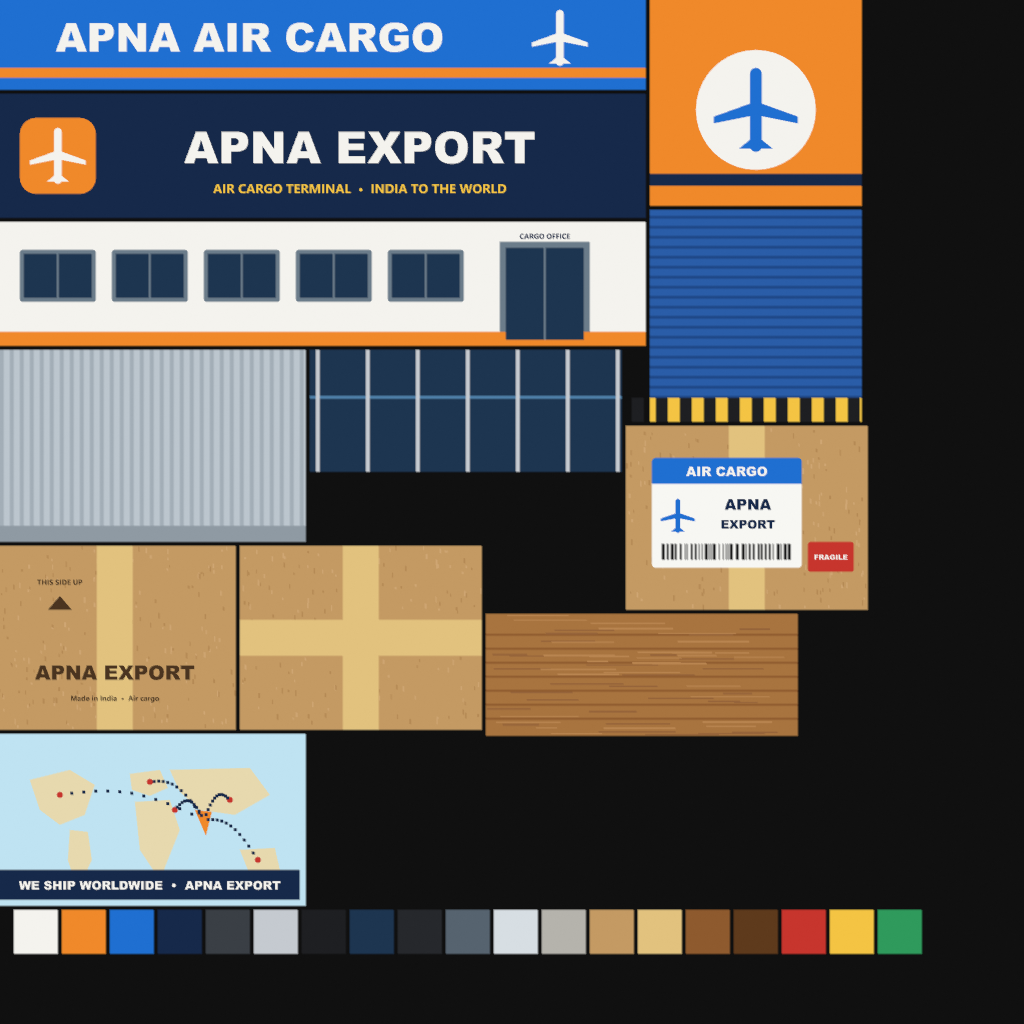 APNA AIR CARGO
APNA EXPORT
AIR CARGO TERMINAL • INDIA TO THE WORLD
CARGO OFFICE
AIR CARGO
APNA
EXPORT
FRAGILE
THIS SIDE UP
APNA EXPORT
Made in India • Air cargo
WE SHIP WORLDWIDE • APNA EXPORT